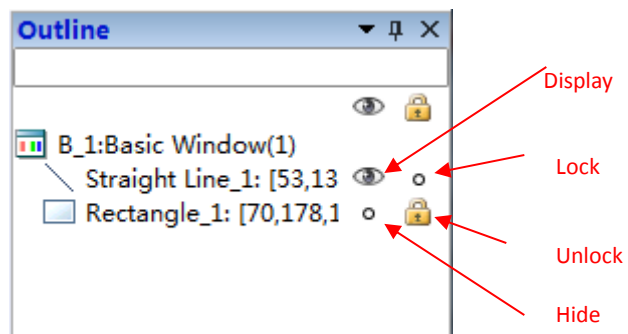 Outline
Display
B_1:Basic Window(1)
Straight Line_1: [53,13
Lock
Rectangle_1: [70,178,1
Unlock
Hide